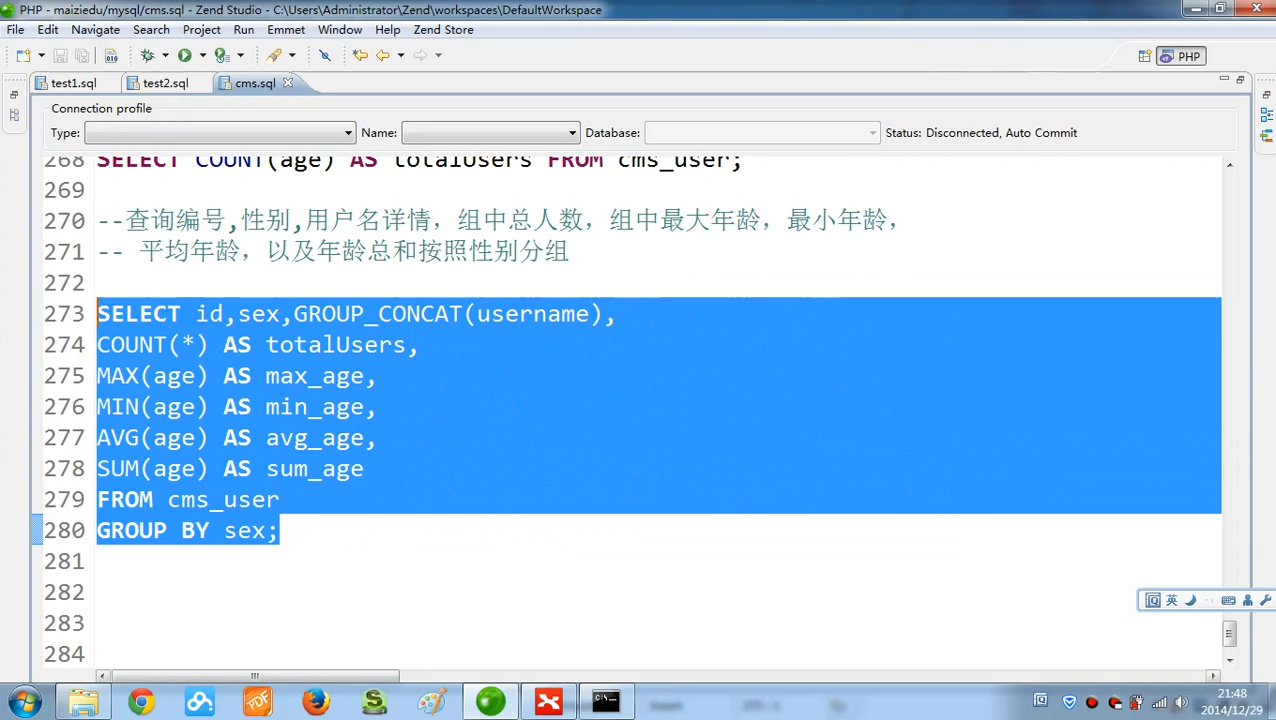 PHP - maiziedu/mysql/cms.sql - Zend Studio - C:\Users\Administrator\Zend\workspaces\DefaultWorkspace
File Edit Navigate Search Project Run Emmet Window Help Zend Store
PHP
test1.sql test2.sql cms.sql
Connection profile
Type: Name: Database: Status: Disconnected, Auto Commit
268 SELECT COUNT(age) AS totalUsers FROM cms_user;
269
270 --查询编号,性别,用户名详情，组中总人数，组中最大年龄，最小年龄，
271 -- 平均年龄，以及年龄总和按照性别分组
272
273 SELECT id,sex,GROUP_CONCAT(username),
274 COUNT(*) AS totalUsers,
275 MAX(age) AS max_age,
276 MIN(age) AS min_age,
277 AVG(age) AS avg_age,
278 SUM(age) AS sum_age
279 FROM cms_user
280 GROUP BY sex;
281
282
283
284
英
21:48
2014/12/29